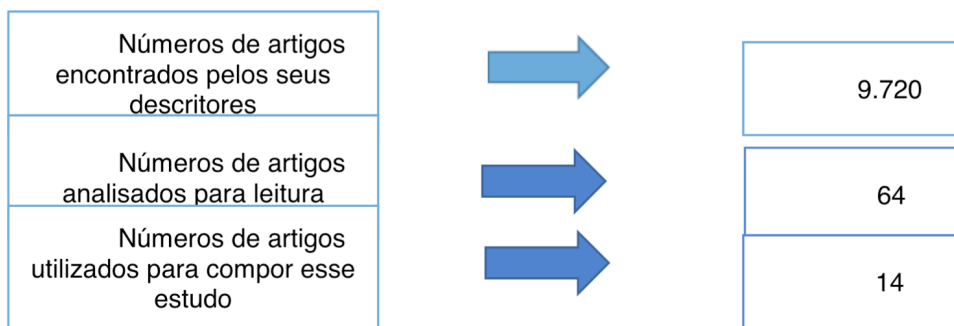 Números de artigos
encontrados pelos seus
descritores
9.720
Números de artigos
analisados para leitura
64
Números de artigos
utilizados para compor esse
estudo
14